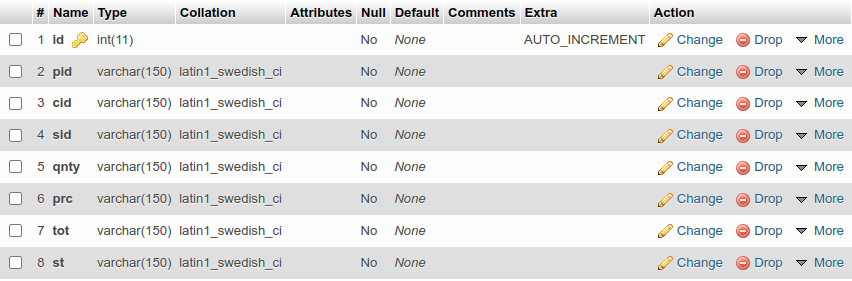 # Name Type Collation Attributes Null Default Comments Extra Action
1 id int(11) No None AUTO_INCREMENT Change Drop More
2 pid varchar(150) latin1_swedish_ci No None Change Drop More
3 cid varchar(150) latin1_swedish_ci No None Change Drop More
4 sid varchar(150) latin1_swedish_ci No None Change Drop More
5 qnty varchar(150) latin1_swedish_ci No None Change Drop More
6 prc varchar(150) latin1_swedish_ci No None Change Drop More
7 tot varchar(150) latin1_swedish_ci No None Change Drop More
8 st varchar(150) latin1_swedish_ci No None Change Drop More